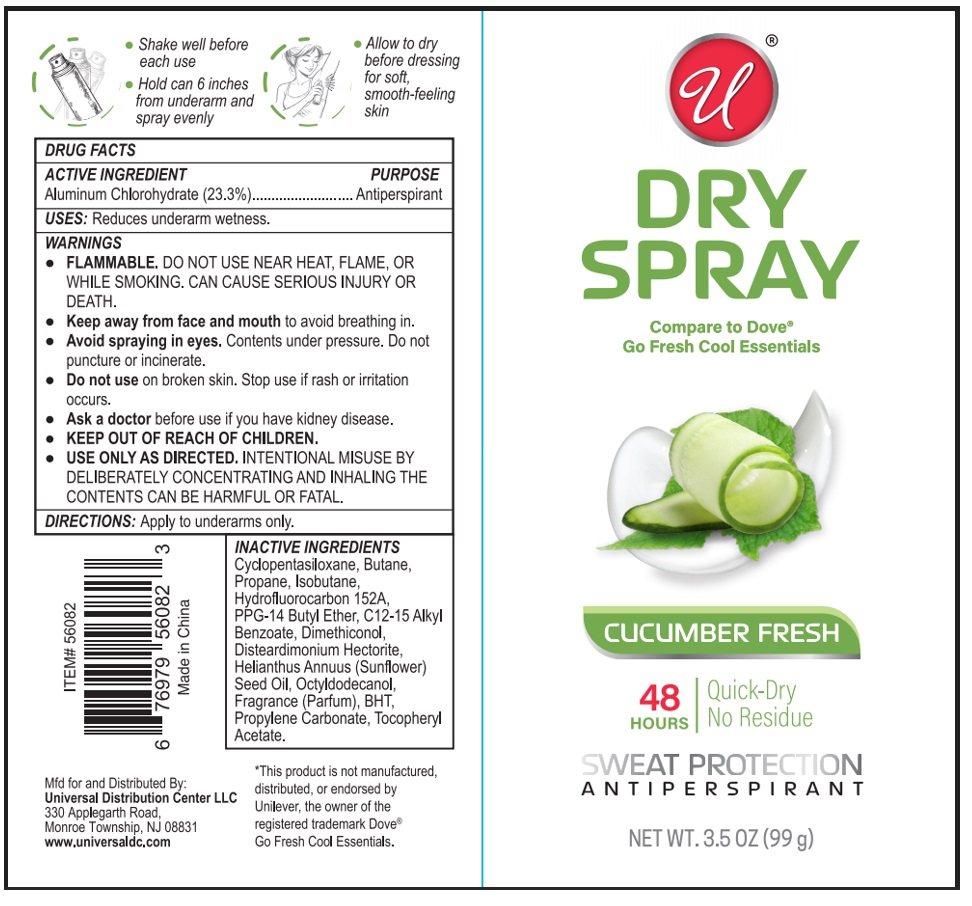 ● Shake well before
each use
● Hold can 6 inches
from underarm and
spray evenly
● Allow to dry
before dressing
for soft,
smooth-feeling
skin
DRUG FACTS
ACTIVE INGREDIENT PURPOSE
Aluminum Chlorohydrate (23.3%).......................... Antiperspirant
USES: Reduces underarm wetness.
WARNINGS
● FLAMMABLE. DO NOT USE NEAR HEAT, FLAME, OR
WHILE SMOKING. CAN CAUSE SERIOUS INJURY OR
DEATH.
● Keep away from face and mouth to avoid breathing in.
● Avoid spraying in eyes. Contents under pressure. Do not
puncture or incinerate.
● Do not use on broken skin. Stop use if rash or irritation
occurs.
● Ask a doctor before use if you have kidney disease.
● KEEP OUT OF REACH OF CHILDREN.
● USE ONLY AS DIRECTED. INTENTIONAL MISUSE BY
DELIBERATELY CONCENTRATING AND INHALING THE
CONTENTS CAN BE HARMFUL OR FATAL.
DIRECTIONS: Apply to underarms only.
ITEM# 56082
6 76979 56082 3
Made in China
INACTIVE INGREDIENTS
Cyclopentasiloxane, Butane,
Propane, Isobutane,
Hydrofluorocarbon 152A,
PPG-14 Butyl Ether, C12-15 Alkyl
Benzoate, Dimethiconol,
Disteardimonium Hectorite,
Helianthus Annuus (Sunflower)
Seed Oil, Octyldodecanol,
Fragrance (Parfum), BHT,
Propylene Carbonate, Tocopheryl
Acetate.
Mfd for and Distributed By:
Universal Distribution Center LLC
330 Applegarth Road,
Monroe Township, NJ 08831
www.universaldc.com
*This product is not manufactured,
distributed, or endorsed by
Unilever, the owner of the
registered trademark Dove®
Go Fresh Cool Essentials.
U ®
DRY
SPRAY
Compare to Dove®
Go Fresh Cool Essentials
CUCUMBER FRESH
48
HOURS
Quick-Dry
No Residue
SWEAT PROTECTION
ANTIPERSPIRANT
NET WT. 3.5 OZ (99 g)